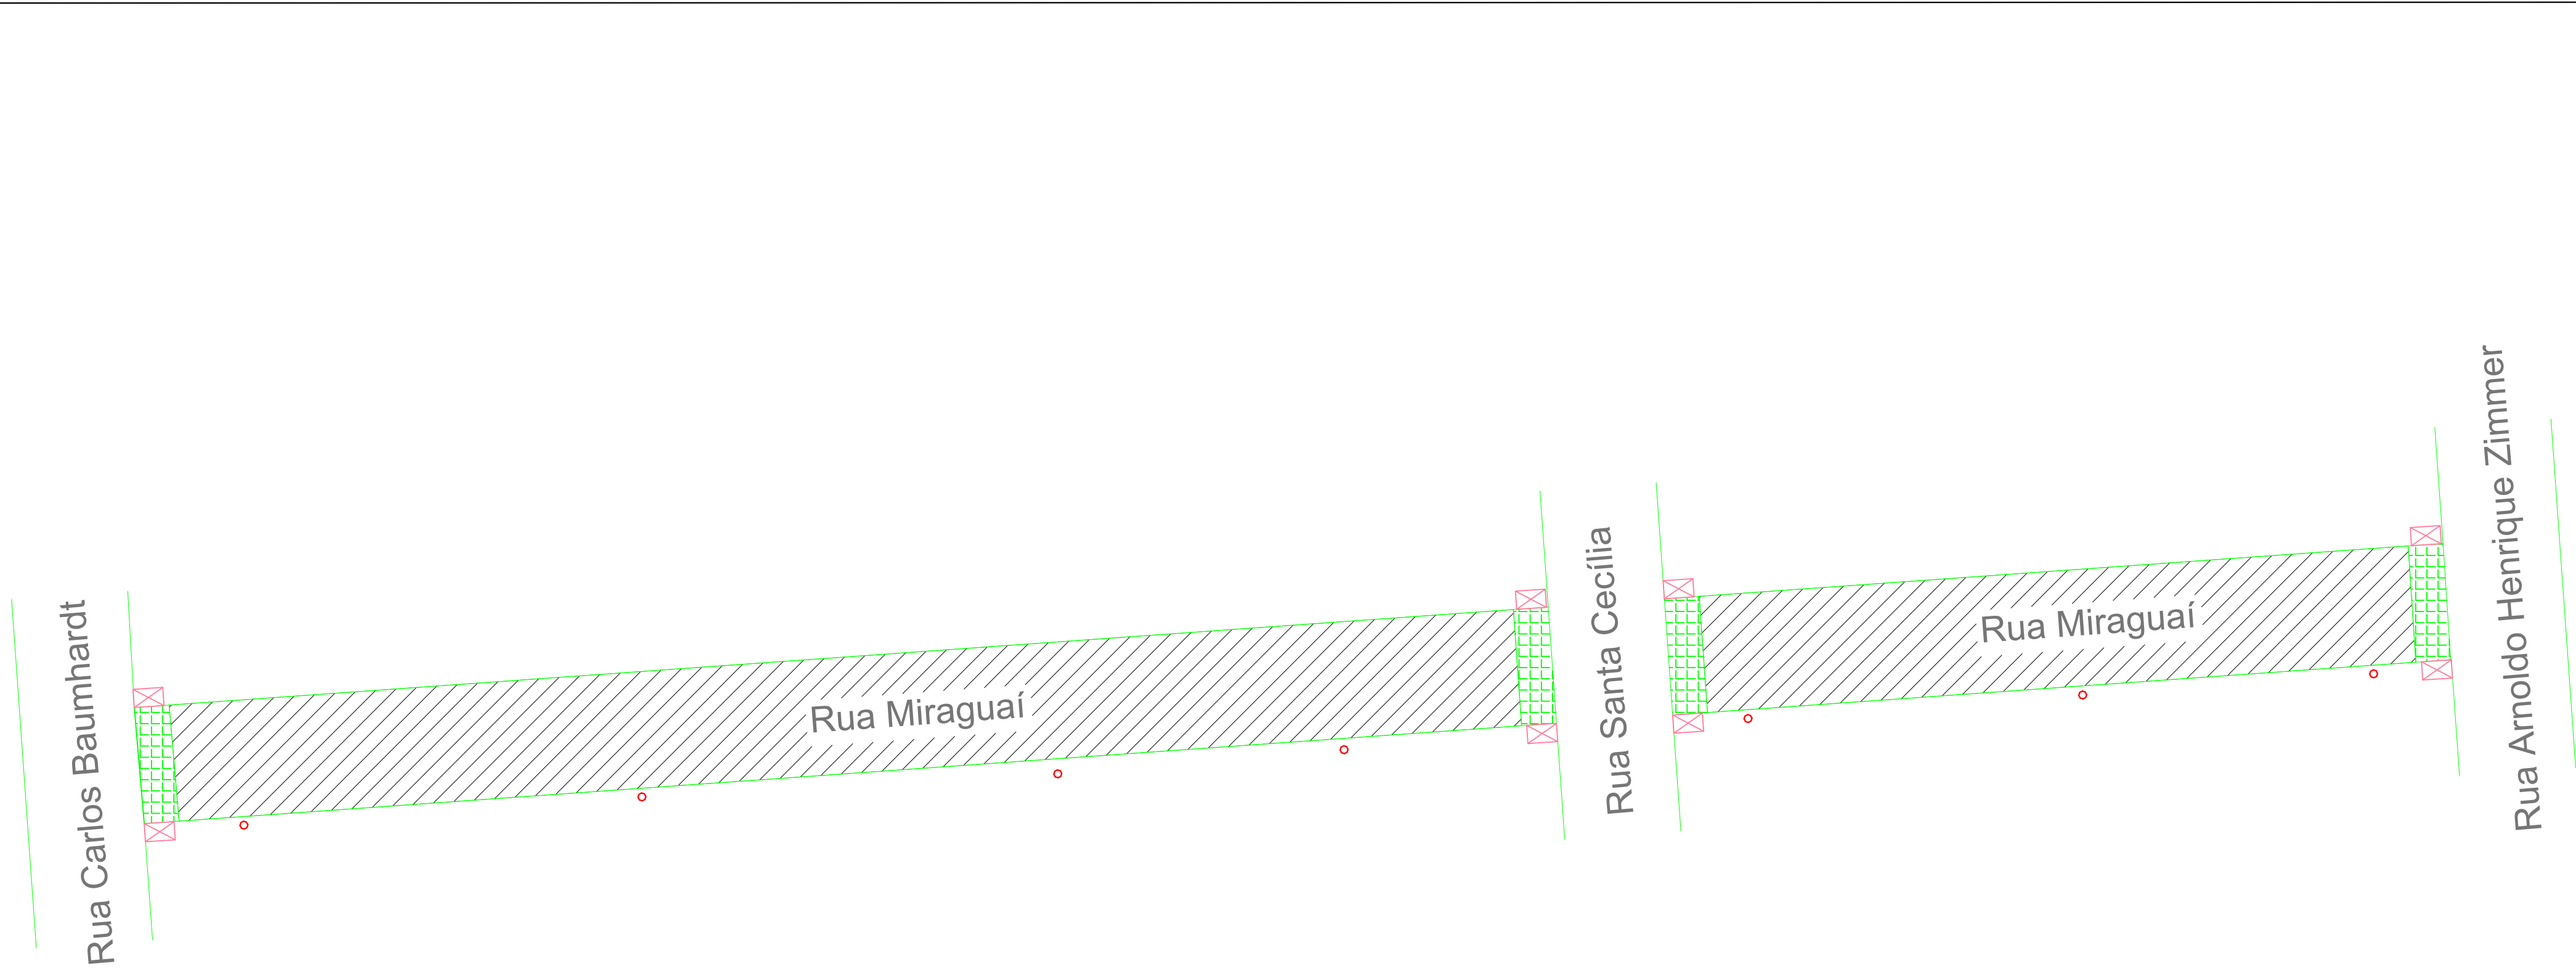 Rua Carlos Baumhardt
Rua Miraguaí
Rua Santa Cecília
Rua Miraguaí
Rua Arnoldo Henrique Zimmer